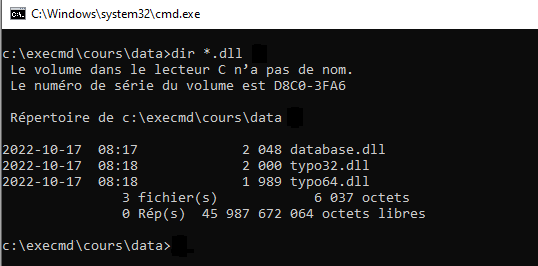 C:\Windows\system32\cmd.exe
c:\execmd\cours\data>dir *.dll
Le volume dans le lecteur C n’a pas de nom.
Le numéro de série du volume est D8C0-3FA6
Répertoire de c:\execmd\cours\data
2022-10-17  08:17             2 048 database.dll
2022-10-17  08:18             2 000 typo32.dll
2022-10-17  08:18             1 989 typo64.dll
3 fichier(s)            6 037 octets
0 Rép(s)  45 987 672 064 octets libres
c:\execmd\cours\data>